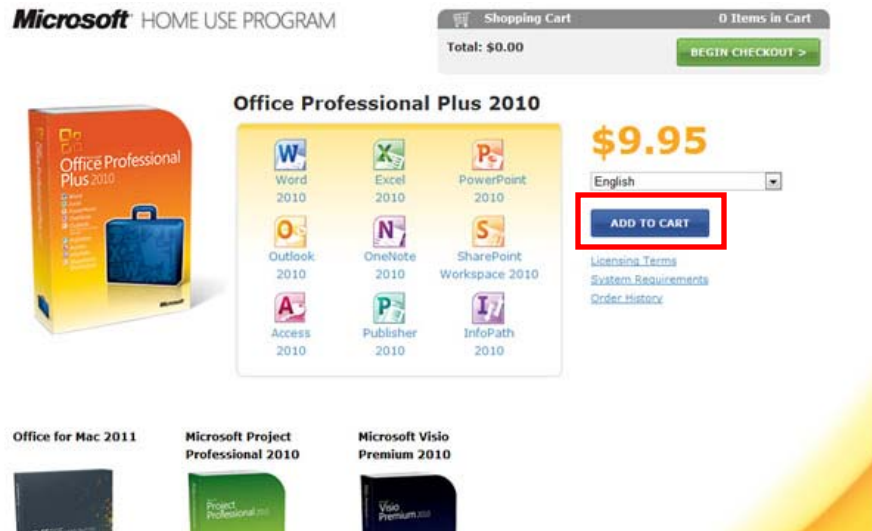 Microsoft HOME USE PROGRAM
Shopping Cart
0 Items in Cart
Total: $0.00
BEGIN CHECKOUT >
Office Professional Plus 2010
Office Professional
Plus 2010
Microsoft
Word
2010
Excel
2010
PowerPoint
2010
Outlook
2010
OneNote
2010
SharePoint
Workspace 2010
Access
2010
Publisher
2010
InfoPath
2010
$9.95
English
ADD TO CART
Licensing Terms
System Requirements
Order History
Office for Mac 2011
Microsoft Project
Professional 2010
Microsoft Visio
Premium 2010
Project
Professional 2010
Visio
Premium 2010